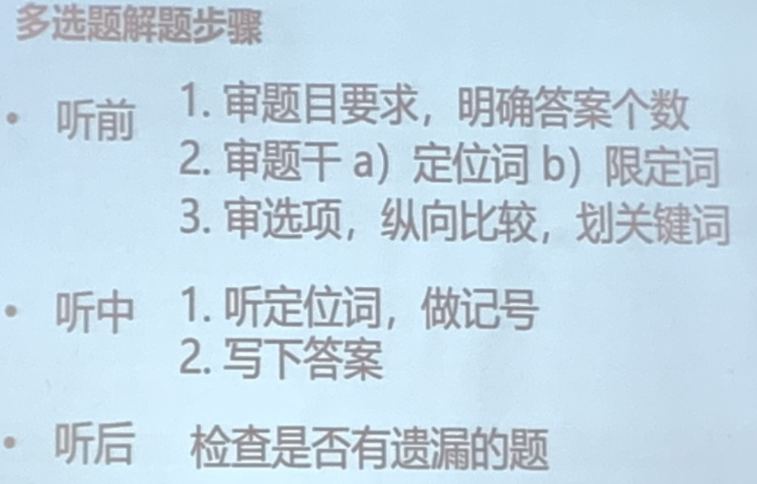 多选题解题步骤
• 听前 1. 审题目要求，明确答案个数
2. 审题干 a）定位词 b）限定词
3. 审选项，纵向比较，划关键词
• 听中 1. 听定位词，做记号
2. 写下答案
• 听后 检查是否有遗漏的题